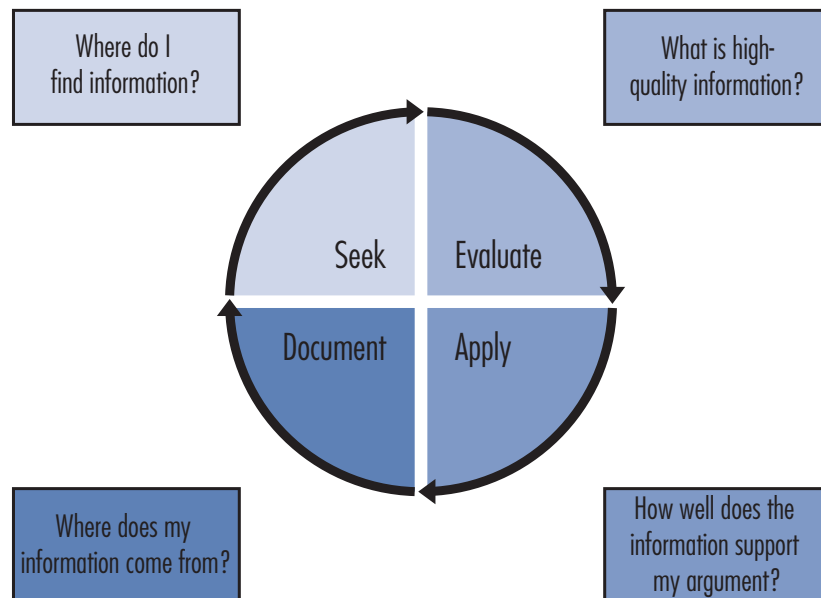 Where do I
find information?
What is high-
quality information?
Seek
Evaluate
Document
Apply
Where does my
information come from?
How well does the
information support
my argument?